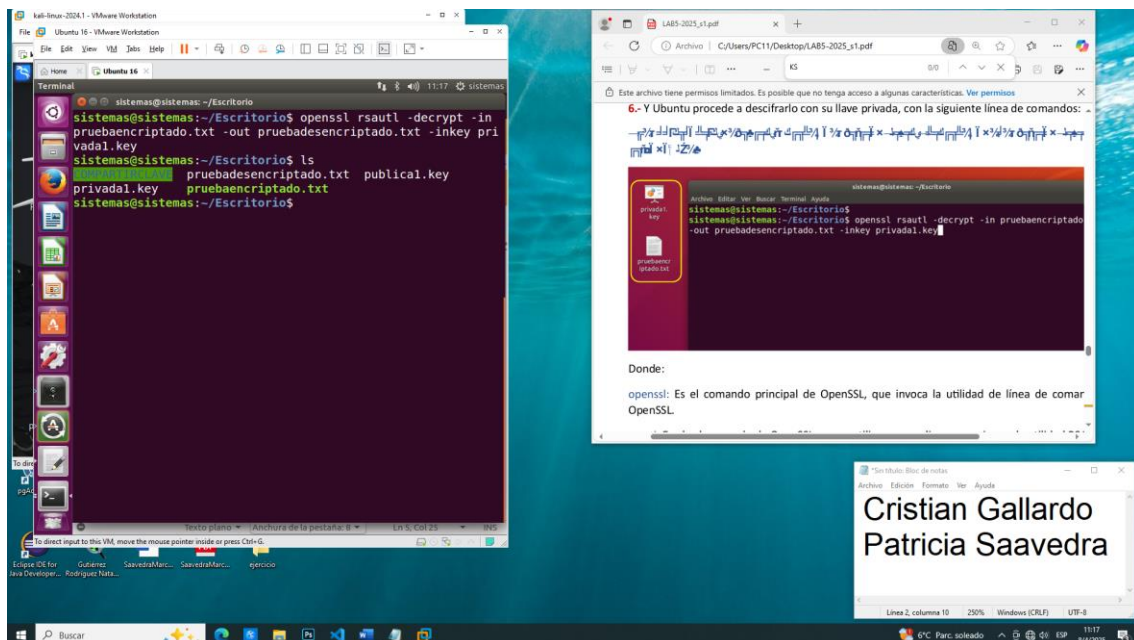 kali-linux-2024.1 - VMware Workstation
File
Ubuntu 16 - VMware Workstation
File Edit View VM Tabs Help
Home
Ubuntu 16
Terminal
11:17 sistemas
sistemas@sistemas: ~/Escritorio
sistemas@sistemas:~/Escritorio$ openssl rsautl -decrypt -in
pruebaencriptado.txt -out pruebadesencriptado.txt -inkey pri
vada1.key
sistemas@sistemas:~/Escritorio$ ls
COMPARTIRCLAVE pruebadesencriptado.txt publica1.key
privada1.key pruebaencriptado.txt
sistemas@sistemas:~/Escritorio$
Texto plano Anchura de la pestaña: 8 Ln 5, Col 25 INS
To direct input to this VM, move the mouse pointer inside or press Ctrl+G.
To dire
pgAd
Eclipse IDE for
Java Developer...
Gutierrez
Rodriguez Nata...
SaavedraMarc...
SaavedraMarc...
ejercicio
LAB5-2025_s1.pdf
Archivo C:/Users/PC11/Desktop/LAB5-2025_s1.pdf
KS
0/0
Este archivo tiene permisos limitados. Es posible que no tenga acceso a algunas características. Ver permisos
6.- Y Ubuntu procede a descifrarlo con su llave privada, con la siguiente línea de comandos:
sistemas@sistemas: ~/Escritorio
Archivo Editar Ver Buscar Terminal Ayuda
sistemas@sistemas:~/Escritorio$
sistemas@sistemas:~/Escritorio$ openssl rsautl -decrypt -in pruebaencriptado
-out pruebadesencriptado.txt -inkey privada1.key
privada1.
key
pruebaencr
iptado.txt
Donde:
openssl: Es el comando principal de OpenSSL, que invoca la utilidad de línea de comar
OpenSSL.
*Sin título: Bloc de notas
Archivo Edición Formato Ver Ayuda
Cristian Gallardo
Patricia Saavedra
Línea 2, columna 10 250% Windows (CRLF) UTF-8
Buscar
6°C Parc. soleado
ESP
11:17